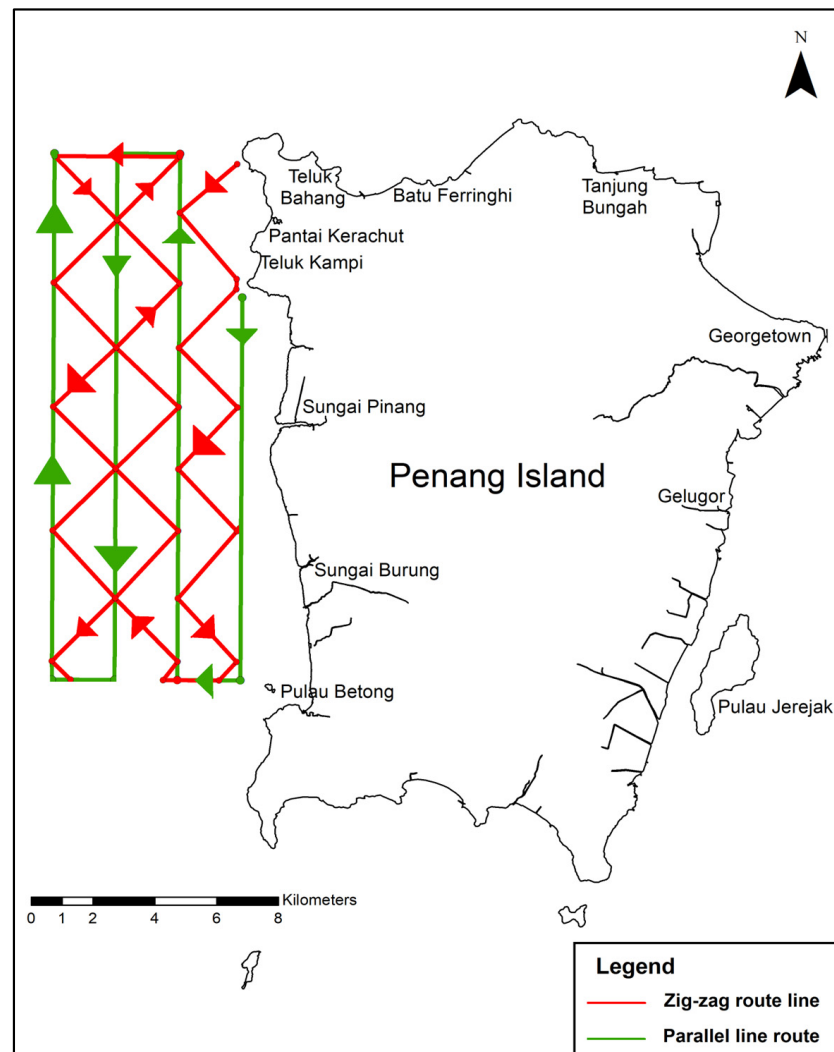 N
Teluk
Bahang
Batu Ferringhi
Tanjung
Bungah
Pantai Kerachut
Teluk Kampi
Georgetown
Sungai Pinang
Penang Island
Gelugor
Sungai Burung
Pulau Betong
Pulau Jerejak
Kilometers
0 1 2 4 6 8
Legend
Zig-zag route line
Parallel line route